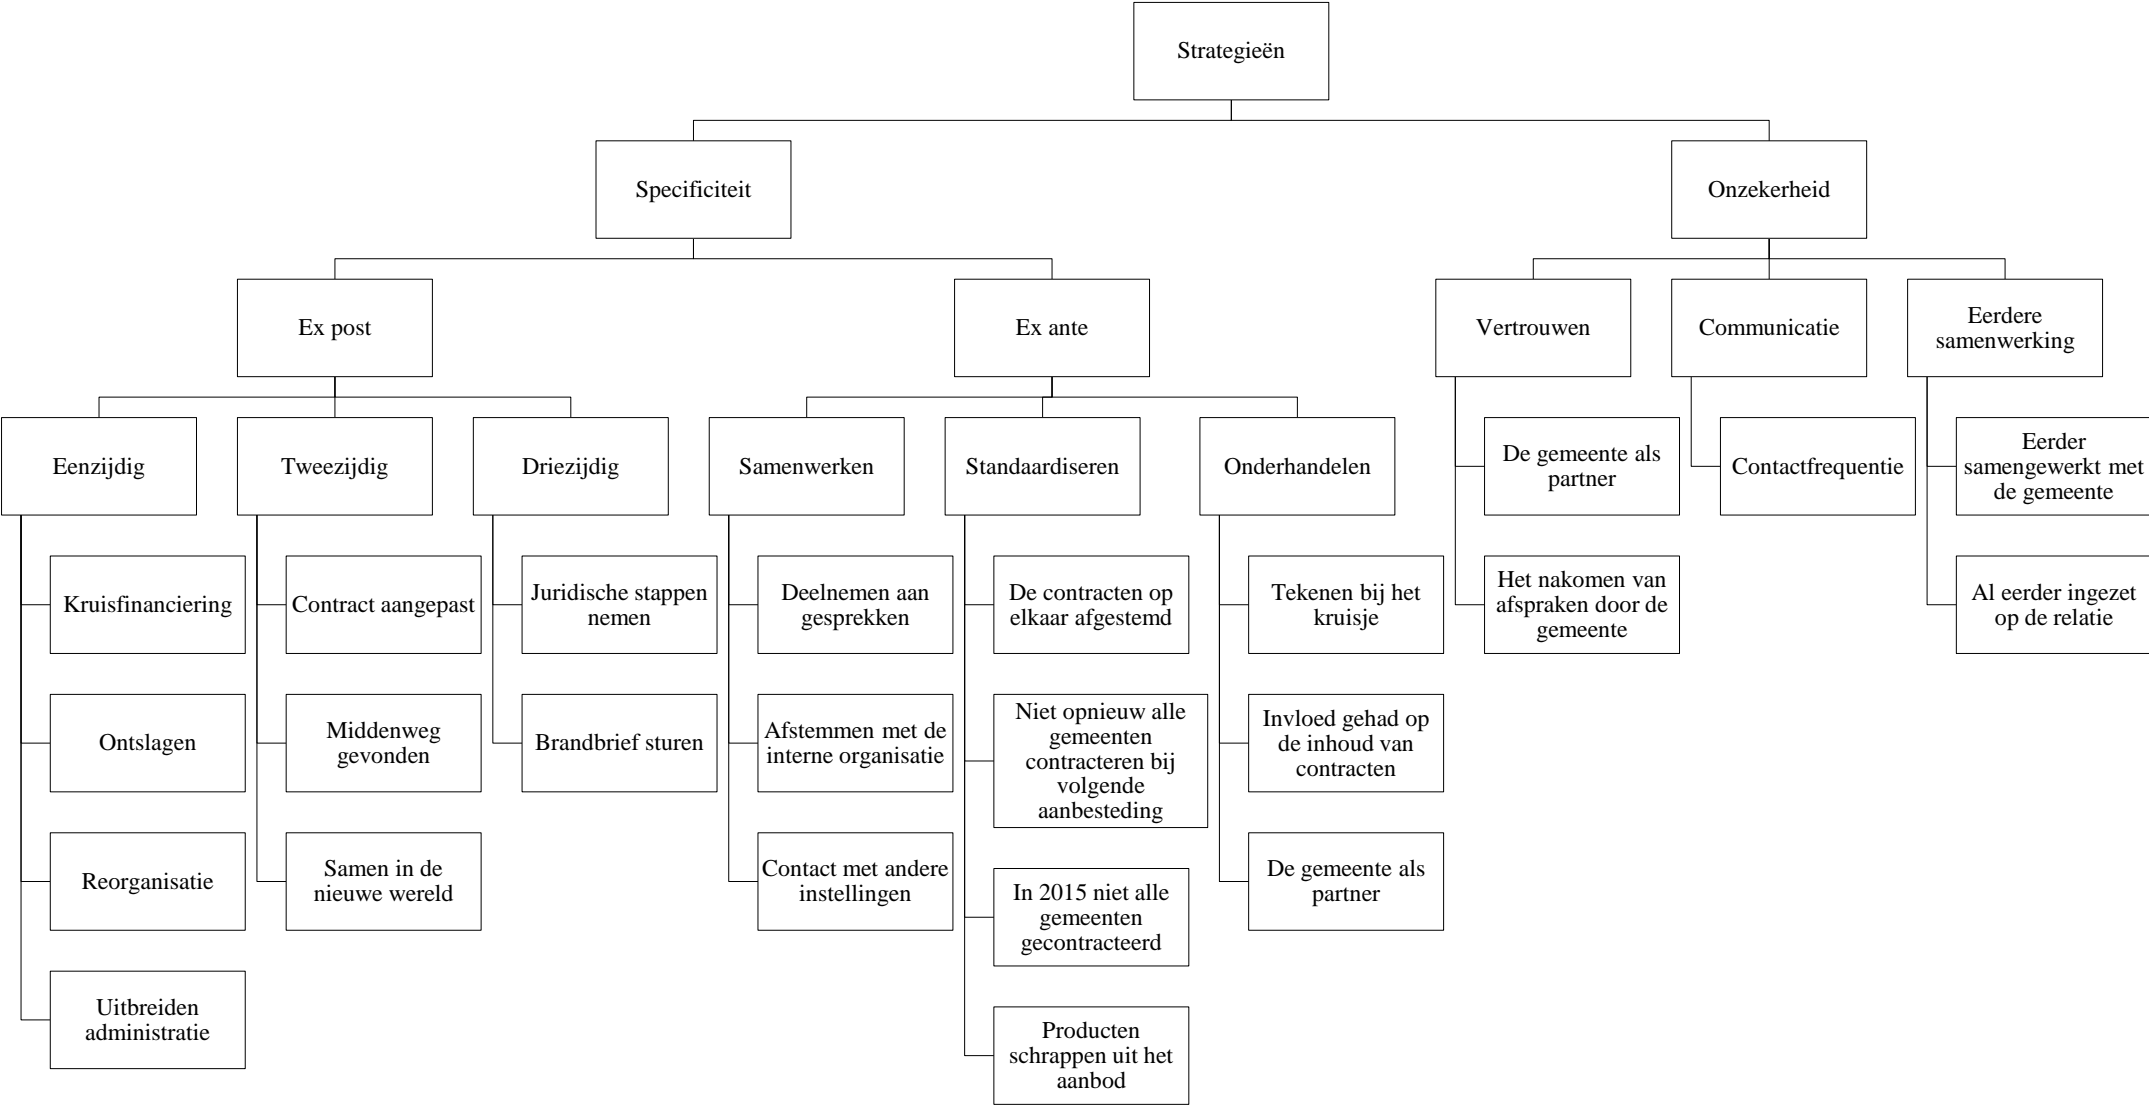 Strategieën
Specificiteit
Onzekerheid
Ex post
Ex ante
Vertrouwen
Communicatie
Eerdere
samenwerking
Eenzijdig
Tweezijdig
Driezijdig
Samenwerken
Standaardiseren
Onderhandelen
De gemeente als
partner
Contactfrequentie
Eerder
samengewerkt met
de gemeente
Kruisfinanciering
Contract aangepast
Juridische stappen
nemen
Deelnemen aan
gesprekken
De contracten op
elkaar afgestemd
Tekenen bij het
kruisje
Het nakomen van
afspraken door de
gemeente
Al eerder ingezet
op de relatie
Ontslagen
Middenweg
gevonden
Brandbrief sturen
Afstemmen met de
interne organisatie
Niet opnieuw alle
gemeenten
contracteren bij
volgende
aanbesteding
Invloed gehad op
de inhoud van
contracten
Reorganisatie
Samen in de
nieuwe wereld
Contact met andere
instellingen
In 2015 niet alle
gemeenten
gecontracteerd
De gemeente als
partner
Uitbreiden
administratie
Producten
schrappen uit het
aanbod